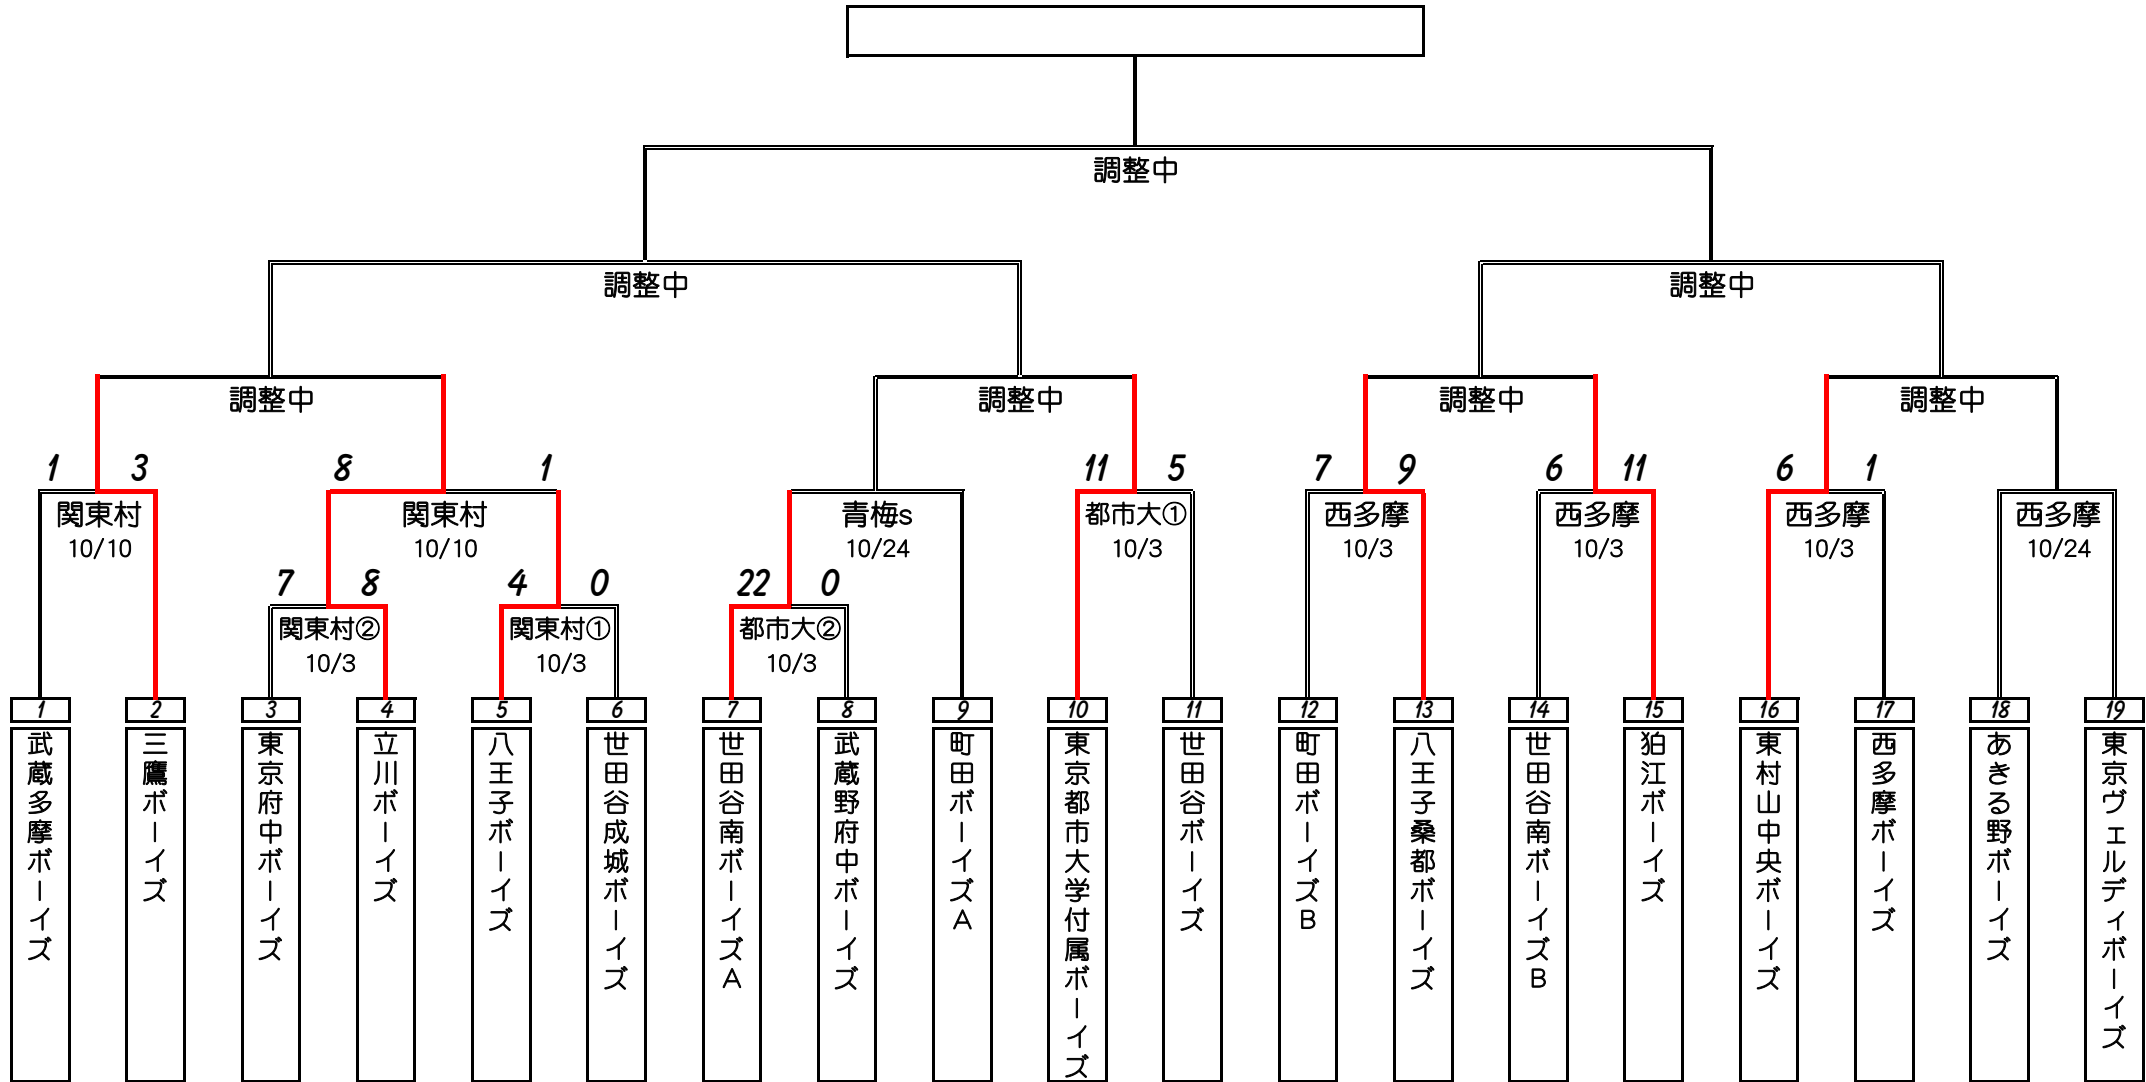 調整中
調整中
調整中
調整中
調整中
調整中
調整中
1 3 8 1 11 5 7 9 6 11 6 1
関東村 関東村 青梅s 都市大① 西多摩 西多摩 西多摩 西多摩
10/10 10/10 10/24 10/3 10/3 10/3 10/3 10/24
7 8 4 0 22 0
関東村② 関東村① 都市大②
10/3 10/3 10/3
1 2 3 4 5 6 7 8 9 10 11 12 13 14 15 16 17 18 19
武蔵多摩ボーイズ
三鷹ボーイズ
東京府中ボーイズ
立川ボーイズ
八王子ボーイズ
世田谷成城ボーイズ
世田谷南ボーイズA
武蔵野府中ボーイズ
町田ボーイズA
東京都市大学付属ボーイズ
世田谷ボーイズ
町田ボーイズB
八王子桑都ボーイズ
世田谷南ボーイズB
狛江ボーイズ
東村山中央ボーイズ
西多摩ボーイズ
あきる野ボーイズ
東京ヴェルディボーイズ